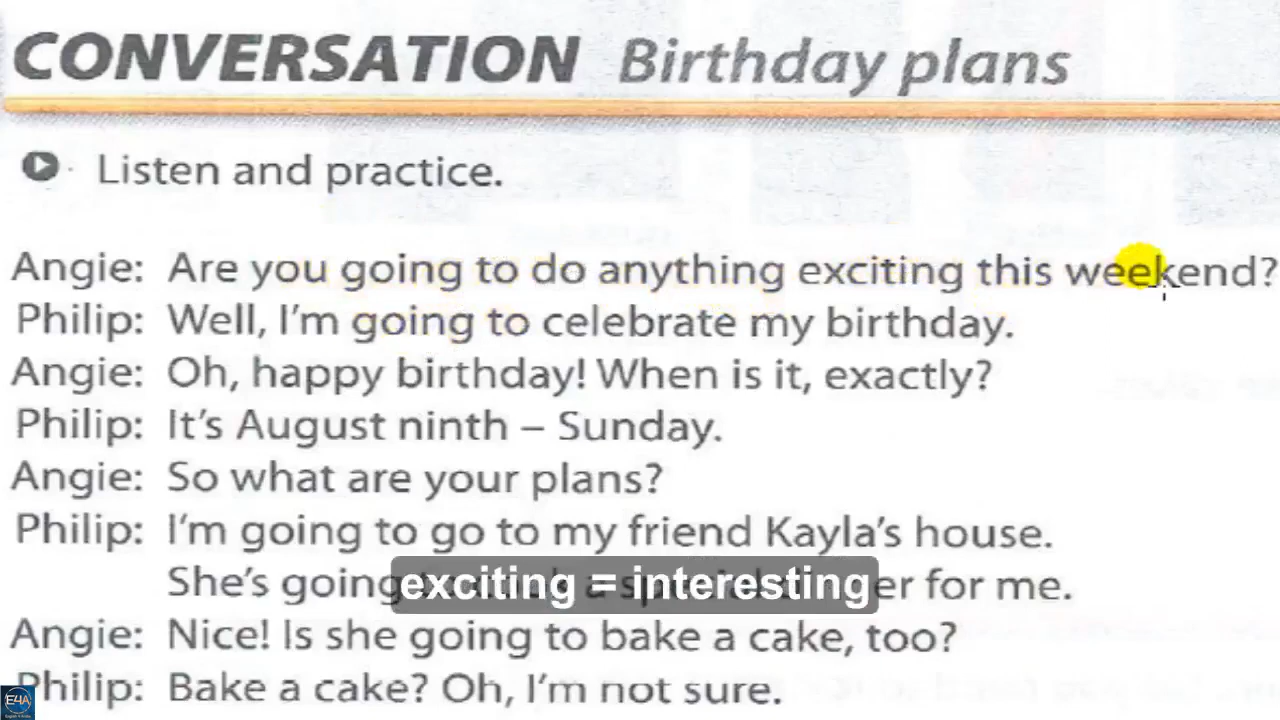 CONVERSATION Birthday plans
Listen and practice.
Angie: Are you going to do anything exciting this weekend?
Philip: Well, I'm going to celebrate my birthday.
Angie: Oh, happy birthday! When is it, exactly?
Philip: It's August ninth – Sunday.
Angie: So what are your plans?
Philip: I'm going to go to my friend Kayla's house.
She's going er for me.
exciting = interesting
Angie: Nice! Is she going to bake a cake, too?
Philip: Bake a cake? Oh, I'm not sure.
E4A